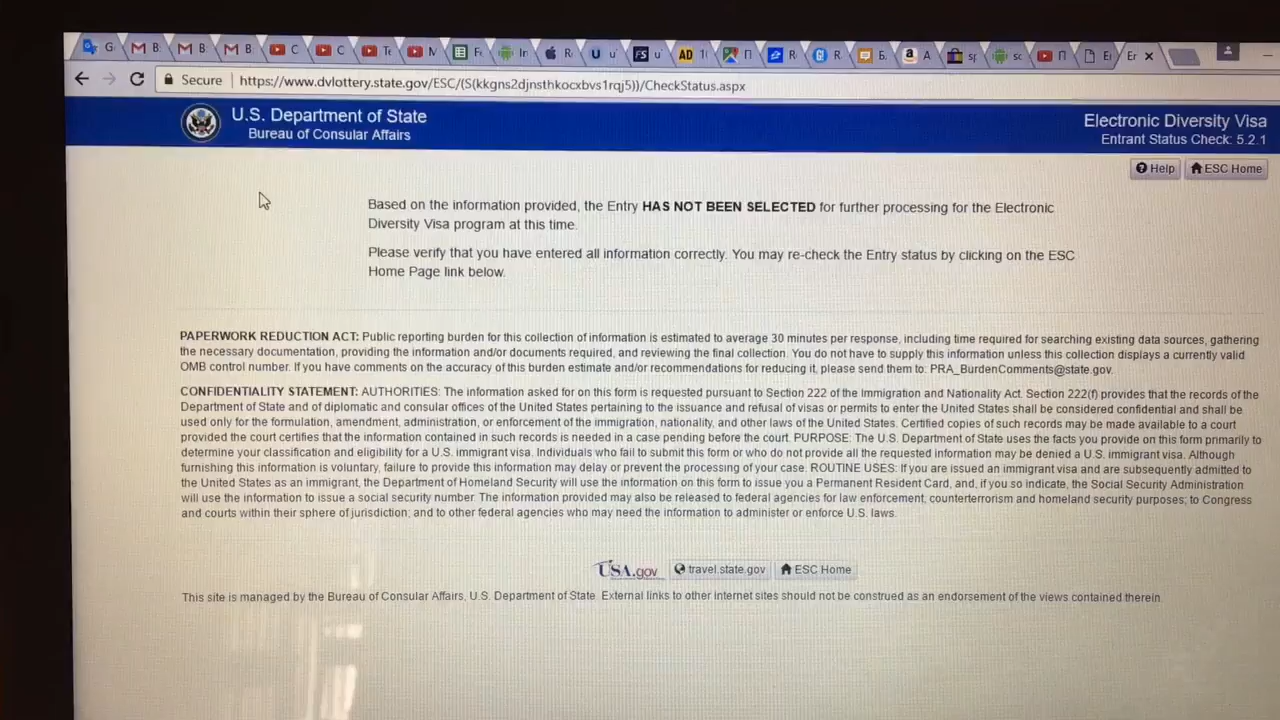 G B B B C C Te M Fe In R u' FS u AD 1( П R R Б. a A sp sc П Er Er
Secure https://www.dvlottery.state.gov/ESC/(S(kkgns2djnsthkocxbvs1rqj5))/CheckStatus.aspx
U.S. Department of State
Bureau of Consular Affairs
Electronic Diversity Visa
Entrant Status Check: 5.2.1
Help ESC Home
Based on the information provided, the Entry HAS NOT BEEN SELECTED for further processing for the Electronic
Diversity Visa program at this time.
Please verify that you have entered all information correctly. You may re-check the Entry status by clicking on the ESC
Home Page link below.
PAPERWORK REDUCTION ACT: Public reporting burden for this collection of information is estimated to average 30 minutes per response, including time required for searching existing data sources, gathering
the necessary documentation, providing the information and/or documents required, and reviewing the final collection. You do not have to supply this information unless this collection displays a currently valid
OMB control number. If you have comments on the accuracy of this burden estimate and/or recommendations for reducing it, please send them to: PRA_BurdenComments@state.gov.
CONFIDENTIALITY STATEMENT: AUTHORITIES: The information asked for on this form is requested pursuant to Section 222 of the Immigration and Nationality Act. Section 222(f) provides that the records of the
Department of State and of diplomatic and consular offices of the United States pertaining to the issuance and refusal of visas or permits to enter the United States shall be considered confidential and shall be
used only for the formulation, amendment, administration, or enforcement of the immigration, nationality, and other laws of the United States. Certified copies of such records may be made available to a court
provided the court certifies that the information contained in such records is needed in a case pending before the court. PURPOSE: The U.S. Department of State uses the facts you provide on this form primarily to
determine your classification and eligibility for a U.S. immigrant visa. Individuals who fail to submit this form or who do not provide all the requested information may be denied a U.S. immigrant visa. Although
furnishing this information is voluntary, failure to provide this information may delay or prevent the processing of your case. ROUTINE USES: If you are issued an immigrant visa and are subsequently admitted to
the United States as an immigrant, the Department of Homeland Security will use the information on this form to issue you a Permanent Resident Card, and, if you so indicate, the Social Security Administration
will use the information to issue a social security number. The information provided may also be released to federal agencies for law enforcement, counterterrorism and homeland security purposes; to Congress
and courts within their sphere of jurisdiction; and to other federal agencies who may need the information to administer or enforce U.S. laws.
USA.gov travel.state.gov ESC Home
This site is managed by the Bureau of Consular Affairs, U.S. Department of State. External links to other internet sites should not be construed as an endorsement of the views contained therein.